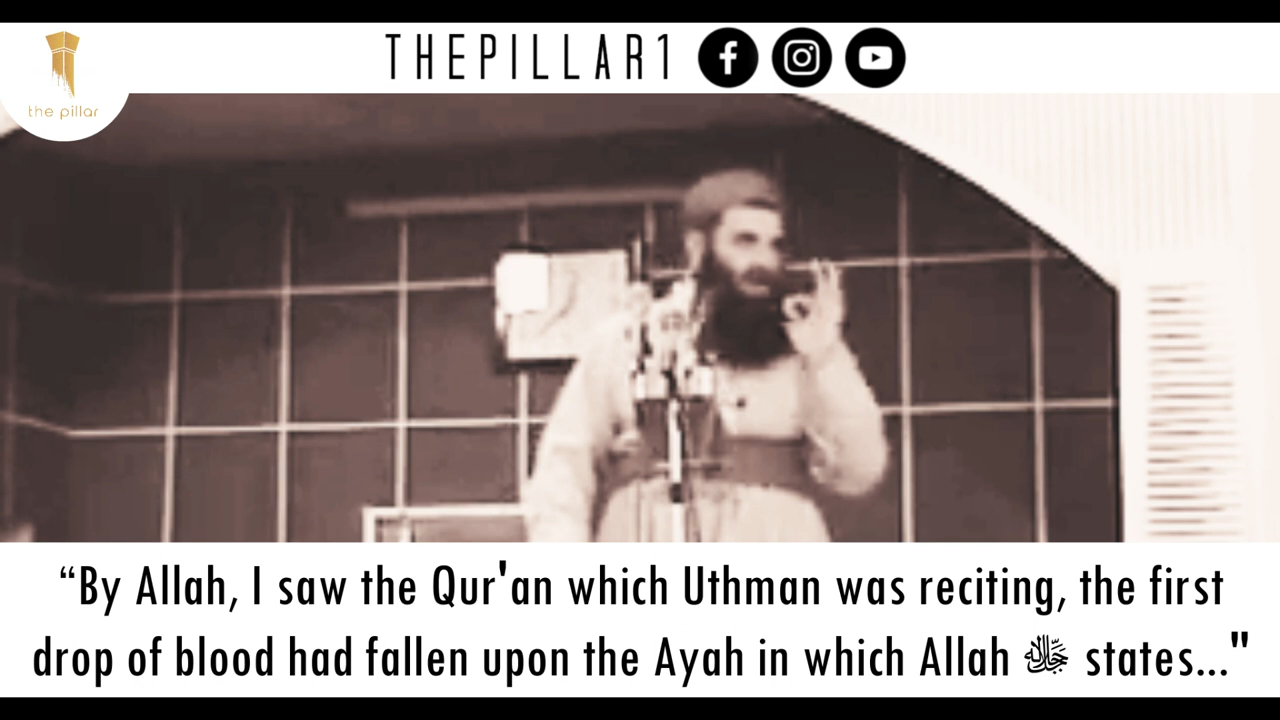 the pillar
THEPILLAR1
“By Allah, I saw the Qur'an which Uthman was reciting, the first
drop of blood had fallen upon the Ayah in which Allah ﷻ states..."